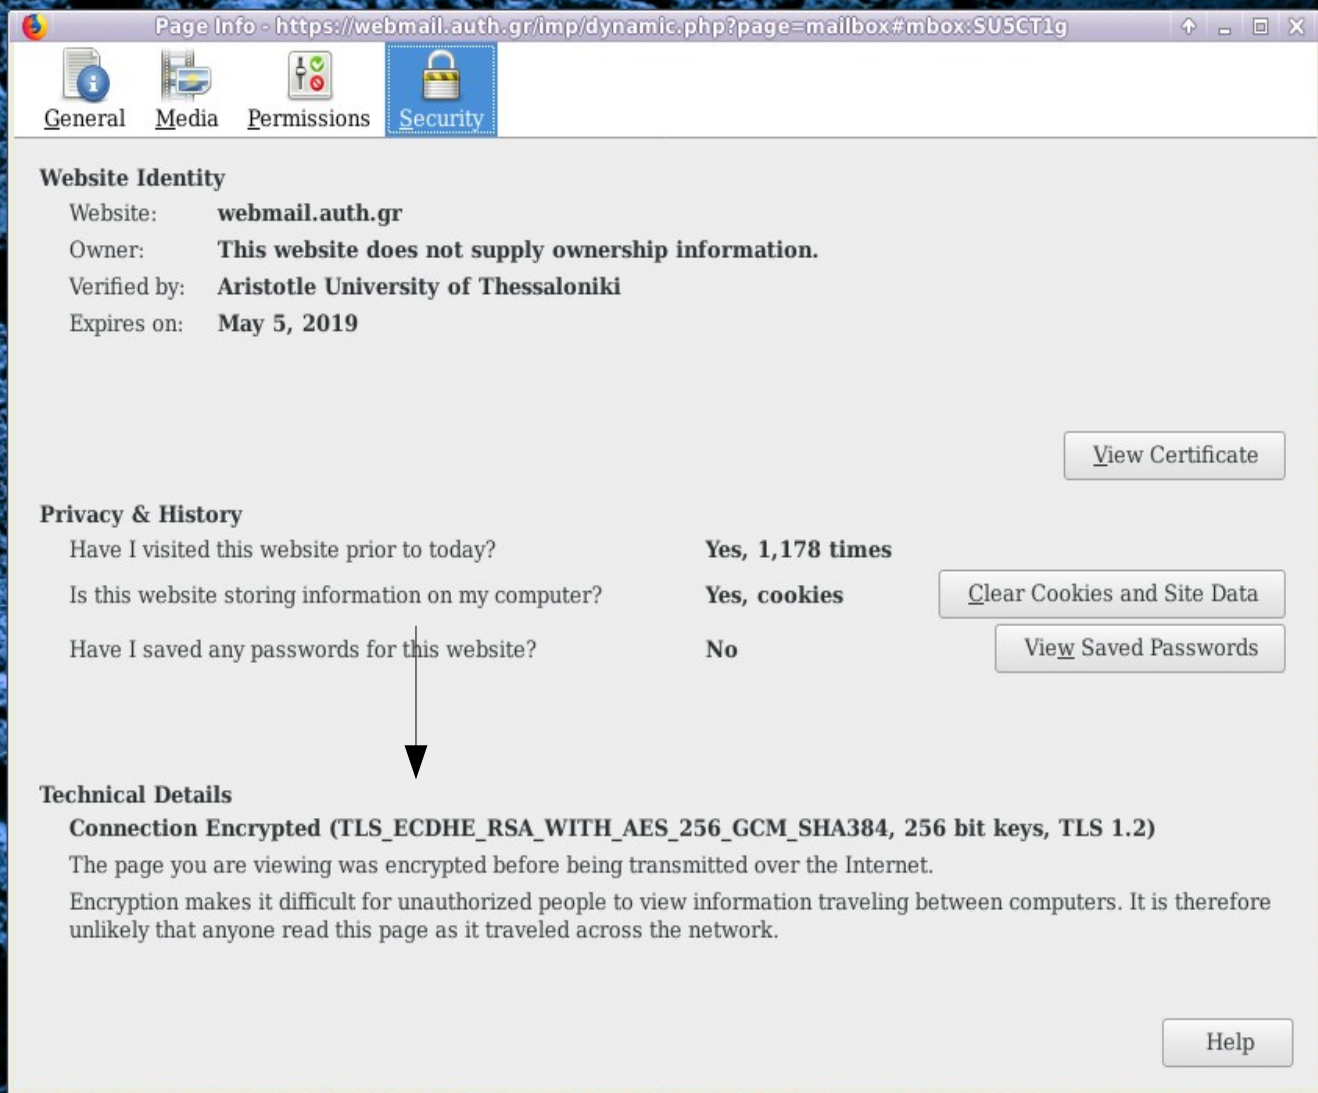 Page Info - https://webmail.auth.gr/imp/dynamic.php?page=mailbox#mbox:SU5CT1g
General Media Permissions Security
Website Identity
Website: webmail.auth.gr
Owner: This website does not supply ownership information.
Verified by: Aristotle University of Thessaloniki
Expires on: May 5, 2019
View Certificate
Privacy & History
Have I visited this website prior to today? Yes, 1,178 times
Is this website storing information on my computer? Yes, cookies Clear Cookies and Site Data
Have I saved any passwords for this website? No View Saved Passwords
Technical Details
Connection Encrypted (TLS_ECDHE_RSA_WITH_AES_256_GCM_SHA384, 256 bit keys, TLS 1.2)
The page you are viewing was encrypted before being transmitted over the Internet.
Encryption makes it difficult for unauthorized people to view information traveling between computers. It is therefore
unlikely that anyone read this page as it traveled across the network.
Help